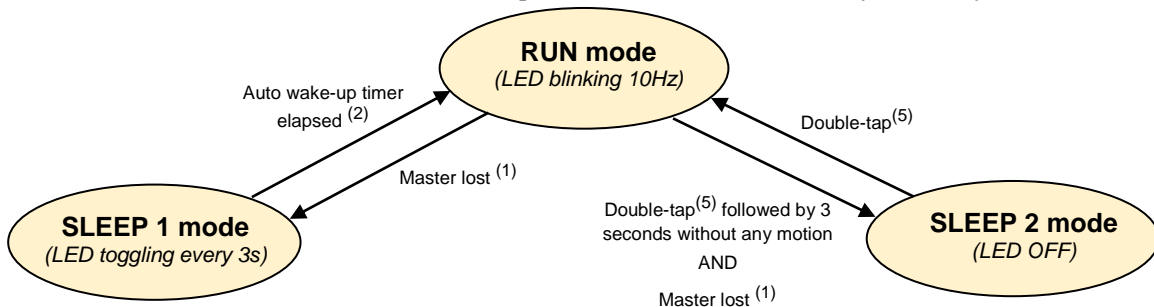 RUN mode
(LED blinking 10Hz)
Auto wake-up timer
elapsed (2)
Double-tap(5)
Master lost (1)
SLEEP 1 mode
(LED toggling every 3s)
Double-tap(5) followed by 3
seconds without any motion
AND
Master lost (1)
SLEEP 2 mode
(LED OFF)